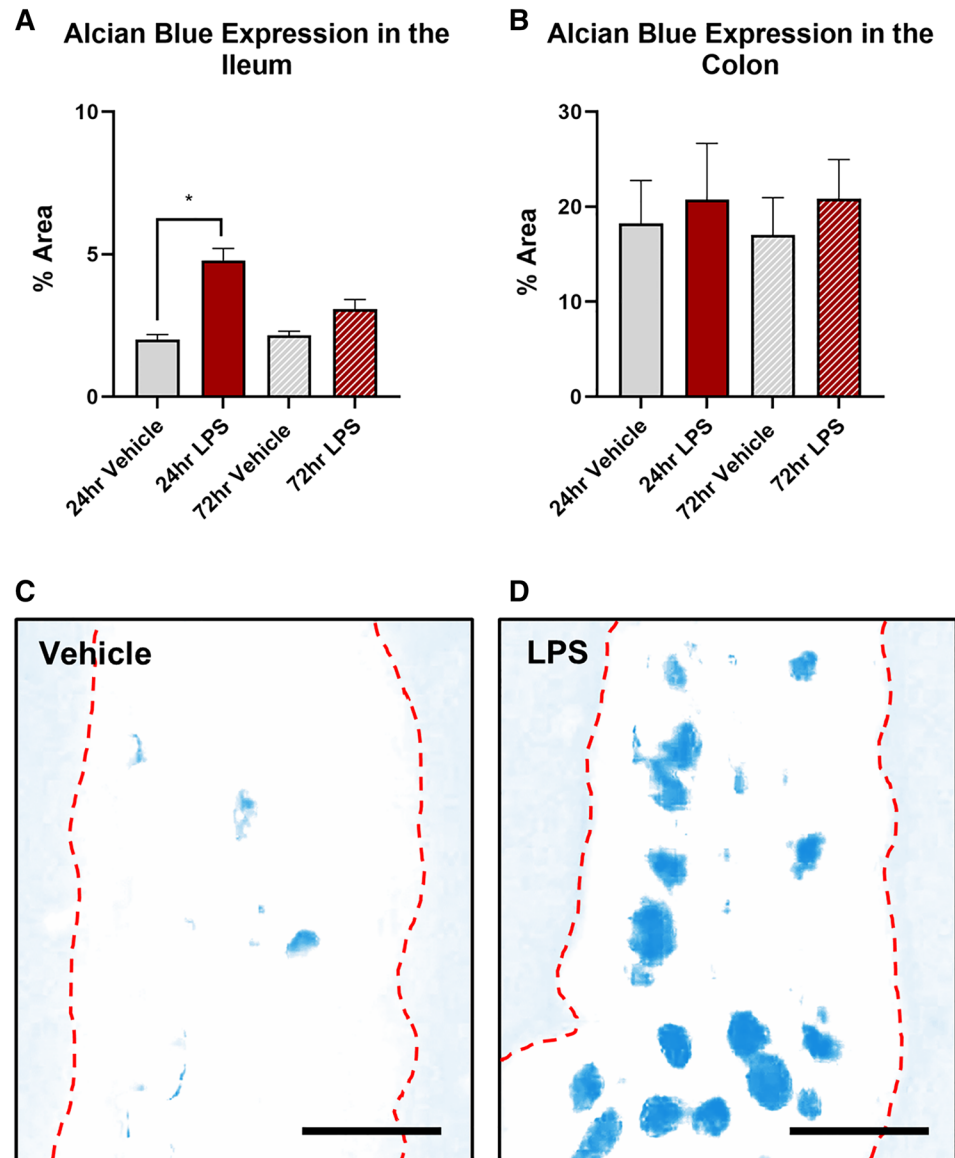 A
Alcian Blue Expression in the
Ileum
% Area
10
5
0
*
24hr Vehicle
24hr LPS
72hr Vehicle
72hr LPS
B
Alcian Blue Expression in the
Colon
% Area
30
20
10
0
24hr Vehicle
24hr LPS
72hr Vehicle
72hr LPS
C
Vehicle
D
LPS